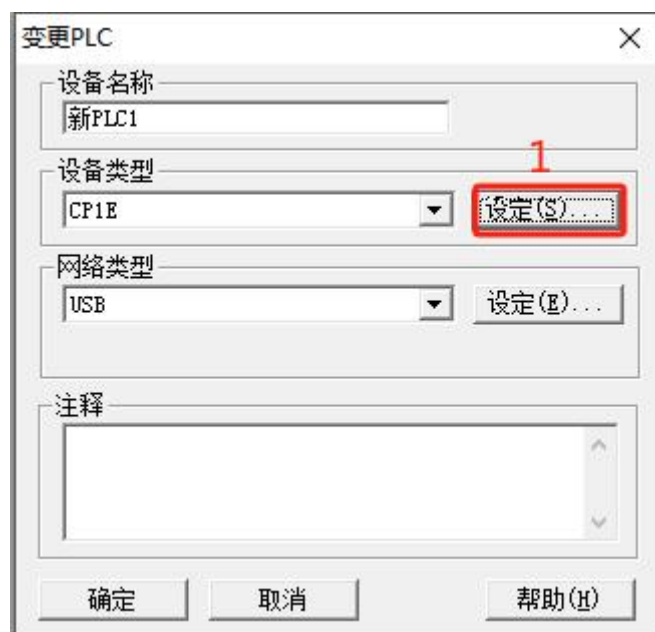 变更PLC
设备名称
新PLC1
1
设备类型
CP1E
设定(S)...
网络类型
USB
设定(E)...
注释
确定 取消 帮助(H)